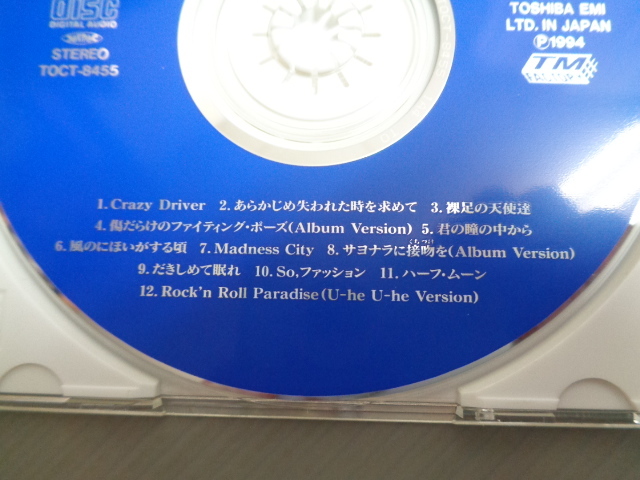 DISC
DIGITAL AUDIO
STEREO
TOCT-8455
TOSHIBA EMI
LTD. IN JAPAN
Ⓟ1994
TM
1. Crazy Driver 2. あらかじめ失われた時を求めて 3. 裸足の天使達
4. 傷だらけのファイティング・ポーズ(Album Version) 5. 君の瞳の中から
6. 風のにほいがする頃 7. Madness City 8. サヨナラに接吻を(Album Version)
9. だきしめて眠れ 10. So,ファッション 11. ハーフ・ムーン
12. Rock'n Roll Paradise(U-he U-he Version)